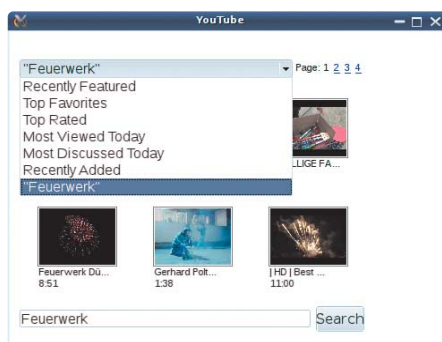 YouTube
"Feuerwerk"
Page: 1 2 3 4
Recently Featured
Top Favorites
Top Rated
Most Viewed Today
Most Discussed Today
Recently Added
"Feuerwerk"
LLIGE FA...
Feuerwerk Dü... Gerhard Polt... | HD | Best ...
8:51 1:38 11:00
Feuerwerk Search